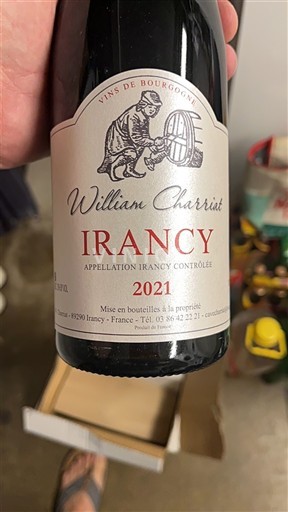 VINS DE BOURGOGNE
William Charriat
IRANCY
APPELLATION IRANCY CONTRÔLÉE
2021
Mise en bouteilles à la propriété
89290 Irancy - France - Tél. 03 86 42 22 21
Produit de France